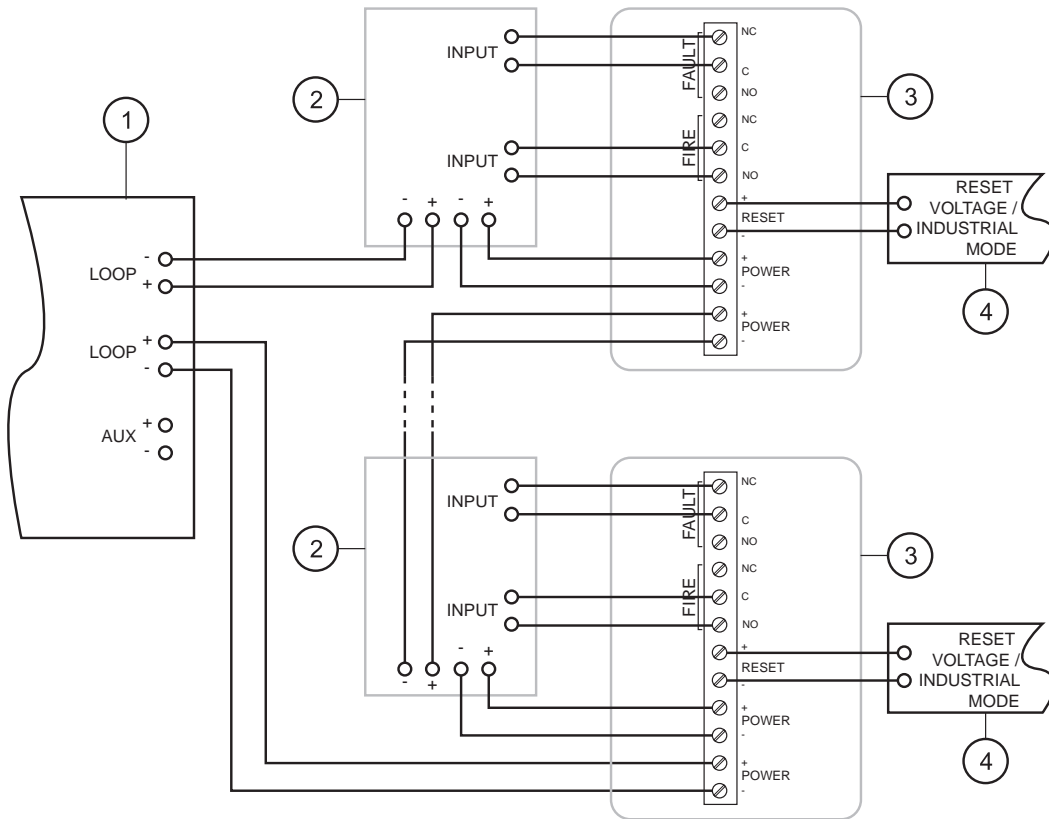 1
LOOP
-
+
LOOP
+
-
AUX
+
-
2
INPUT
INPUT
- + - +
3
FAULT
NC
C
NO
FIRE
NC
C
NO
+
RESET
-
+
POWER
-
+
POWER
-
RESET
VOLTAGE /
INDUSTRIAL
MODE
4
2
INPUT
INPUT
- + - +
3
FAULT
NC
C
NO
FIRE
NC
C
NO
+
RESET
-
+
POWER
-
+
POWER
-
RESET
VOLTAGE /
INDUSTRIAL
MODE
4